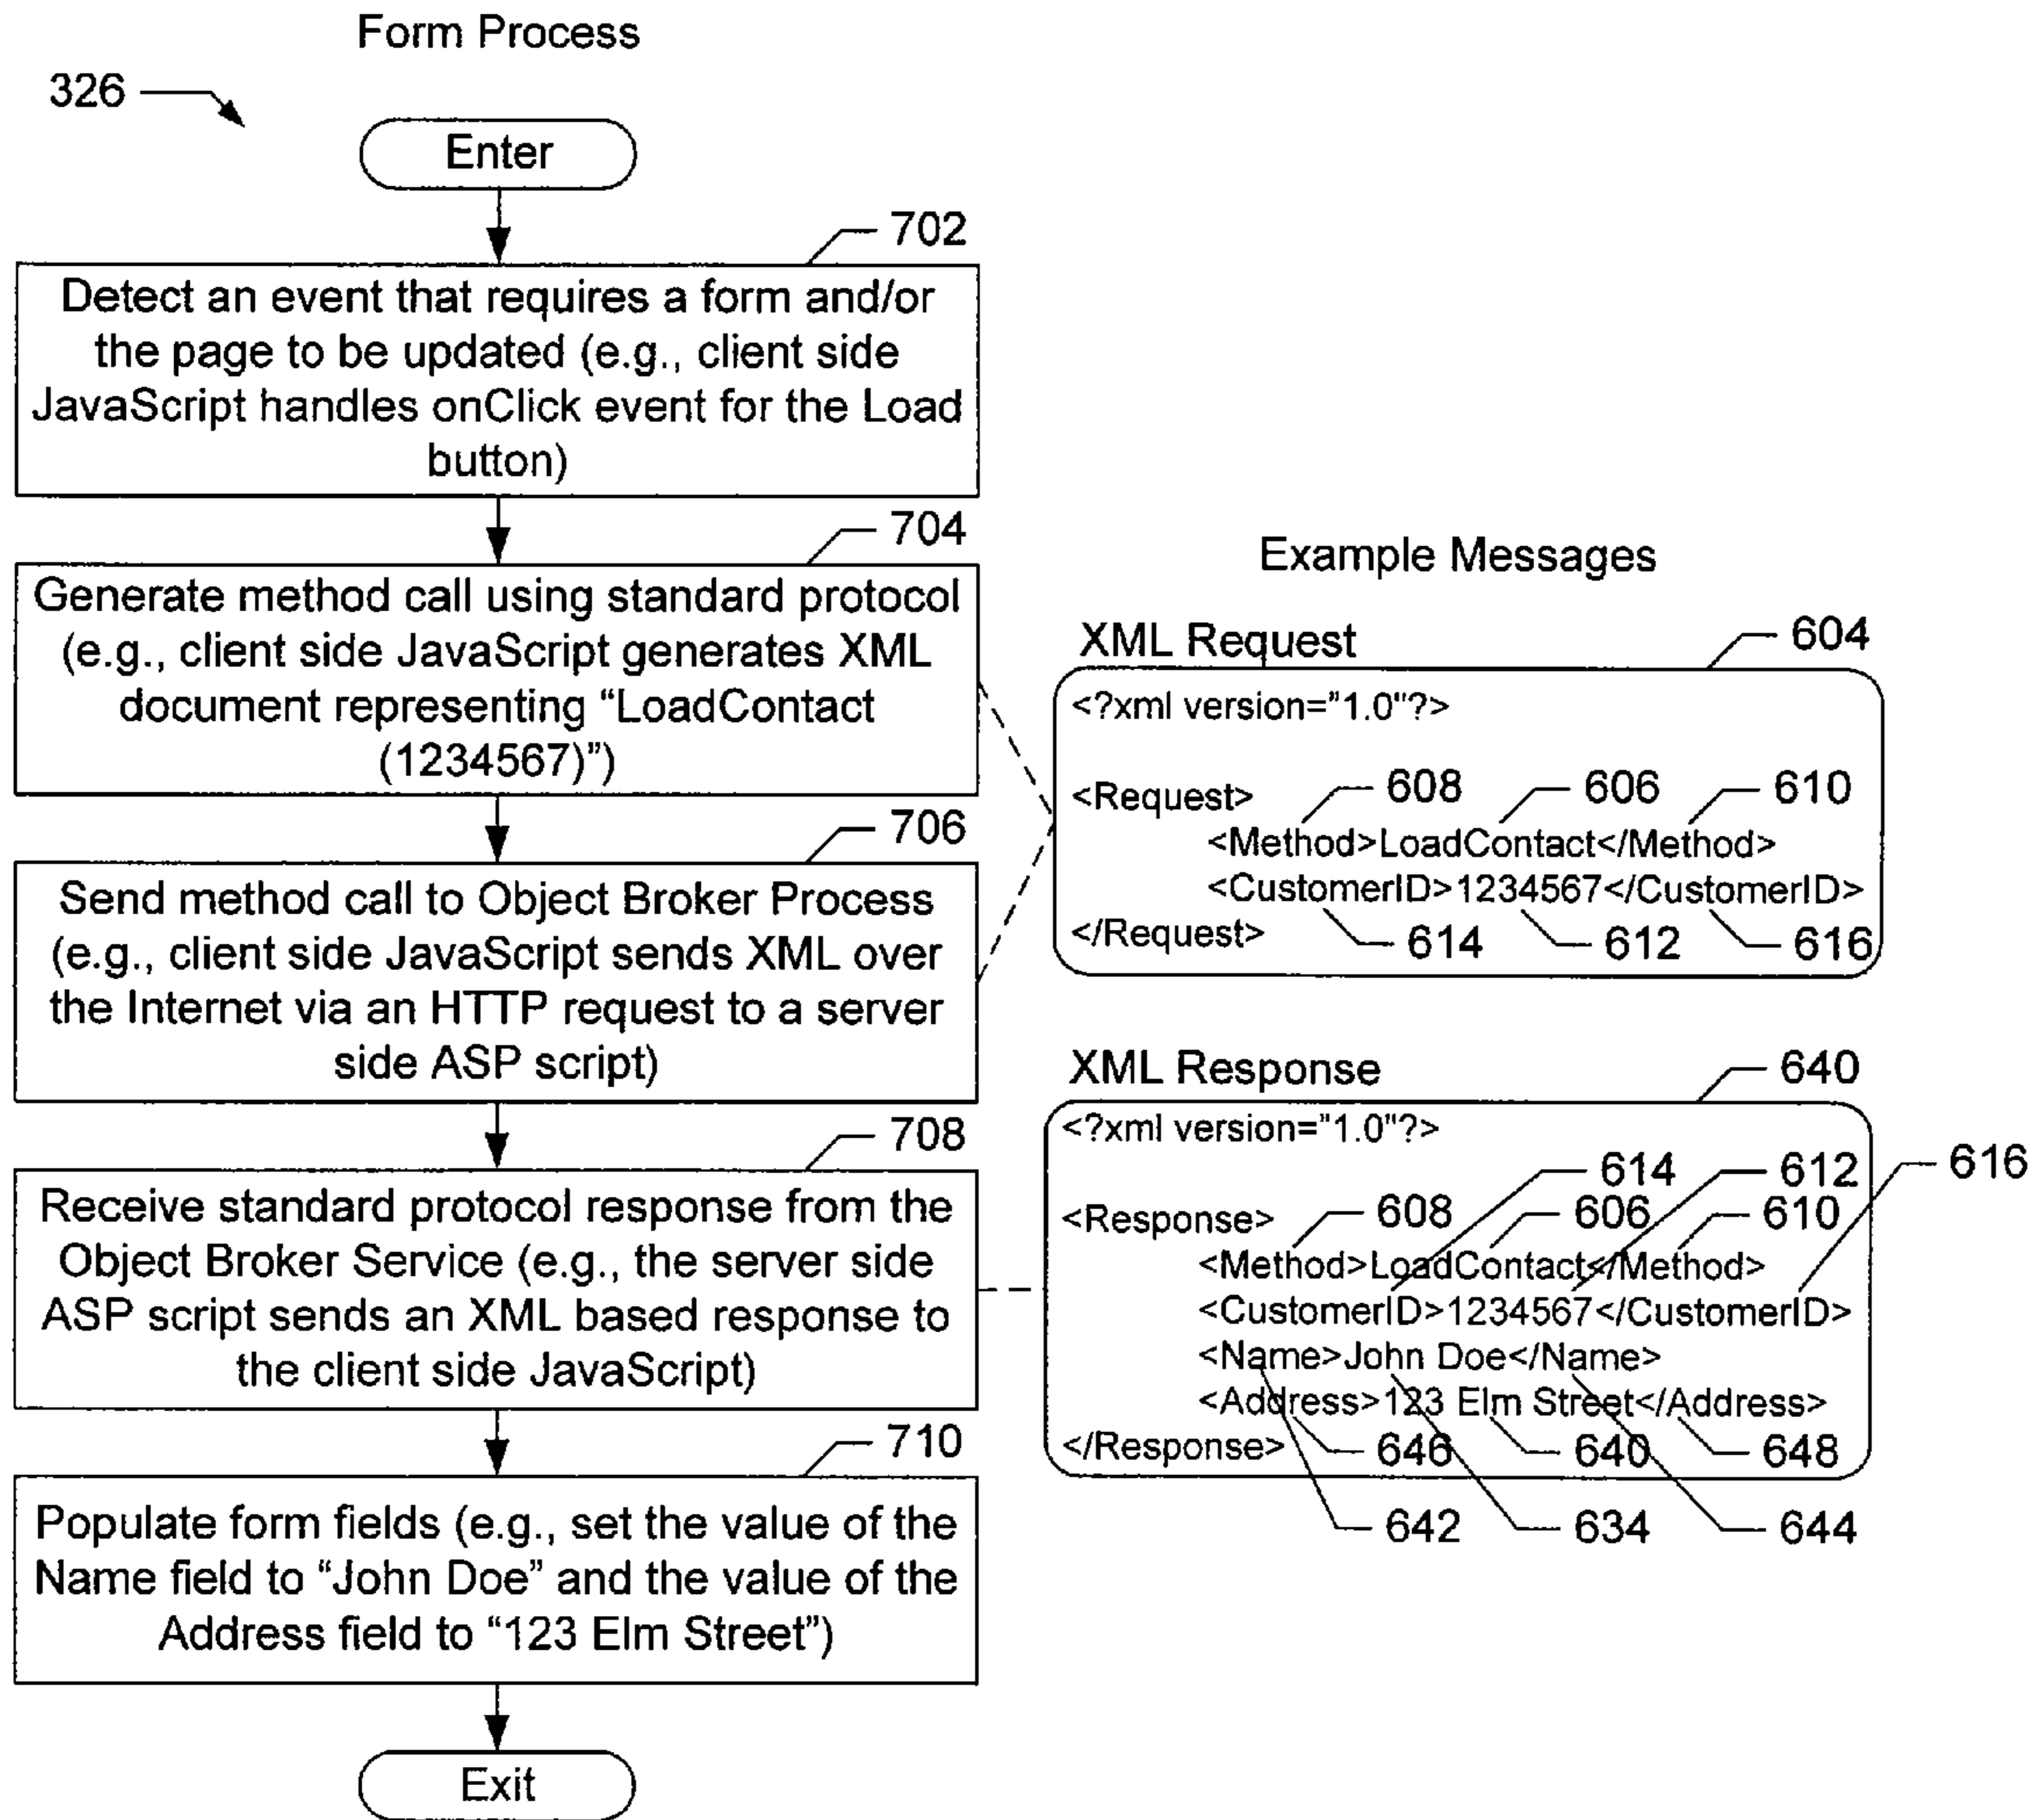 Form Process
326
Enter
702
Detect an event that requires a form and/or
the page to be updated (e.g., client side
JavaScript handles onClick event for the Load
button)
704
Generate method call using standard protocol
(e.g., client side JavaScript generates XML
document representing “LoadContact
(1234567)”)
706
Send method call to Object Broker Process
(e.g., client side JavaScript sends XML over
the Internet via an HTTP request to a server
side ASP script)
708
Receive standard protocol response from the
Object Broker Service (e.g., the server side
ASP script sends an XML based response to
the client side JavaScript)
710
Populate form fields (e.g., set the value of the
Name field to “John Doe” and the value of the
Address field to “123 Elm Street”)
Exit
Example Messages
XML Request
604
<?xml version=”1.0”?>
608 606 610
<Request>
<Method>LoadContact</Method>
<CustomerID>1234567</CustomerID>
</Request>
614 612 616
XML Response
640
<?xml version=”1.0”?>
614 612 616
<Response>
608 606 610
<Method>LoadContact</Method>
<CustomerID>1234567</CustomerID>
<Name>John Doe</Name>
<Address>123 Elm Street</Address>
</Response>
646 640 648
642 634 644